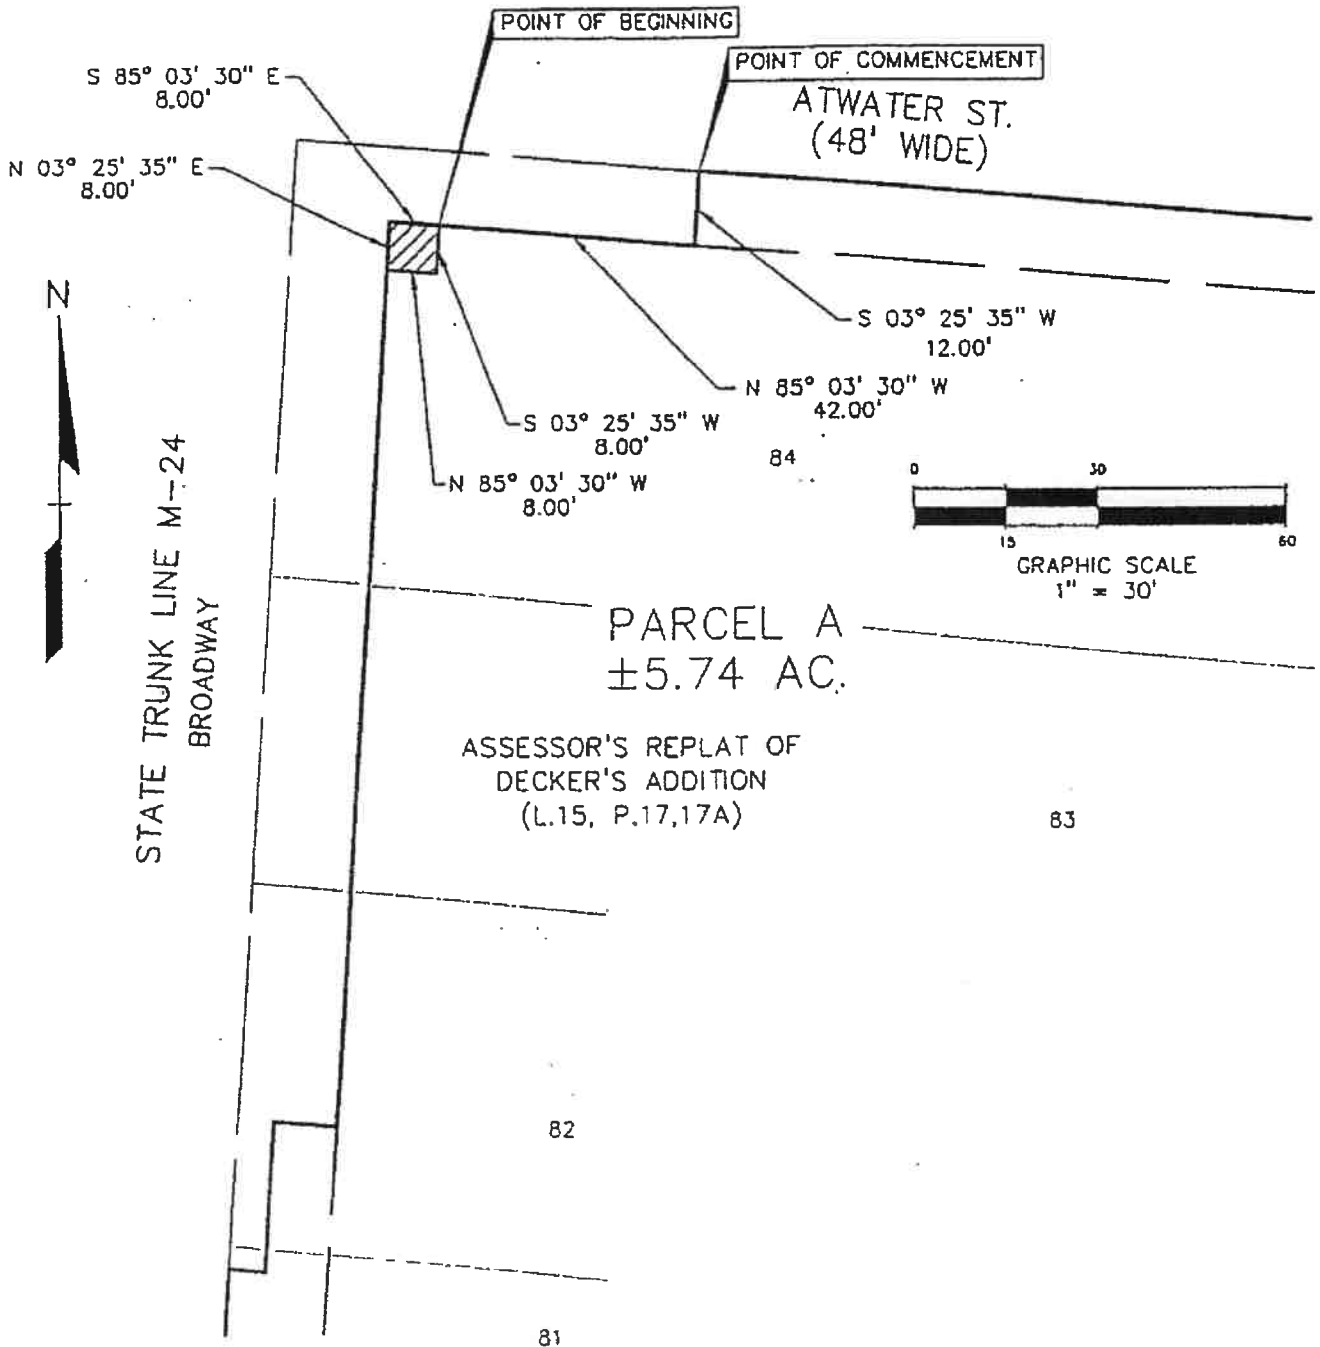 POINT OF BEGINNING
POINT OF COMMENCEMENT
S 85° 03' 30" E
8.00'
ATWATER ST.
(48' WIDE)
N 03° 25' 35" E
8.00'
N
S 03° 25' 35" W
12.00'
N 85° 03' 30" W
42.00'
S 03° 25' 35" W
8.00'
84
N 85° 03' 30" W
8.00'
0 30
15 60
GRAPHIC SCALE
1" = 30'
STATE TRUNK LINE M-24
BROADWAY
PARCEL A
±5.74 AC.
ASSESSOR'S REPLAT OF
DECKER'S ADDITION
(L.15, P.17,17A)
83
82
81